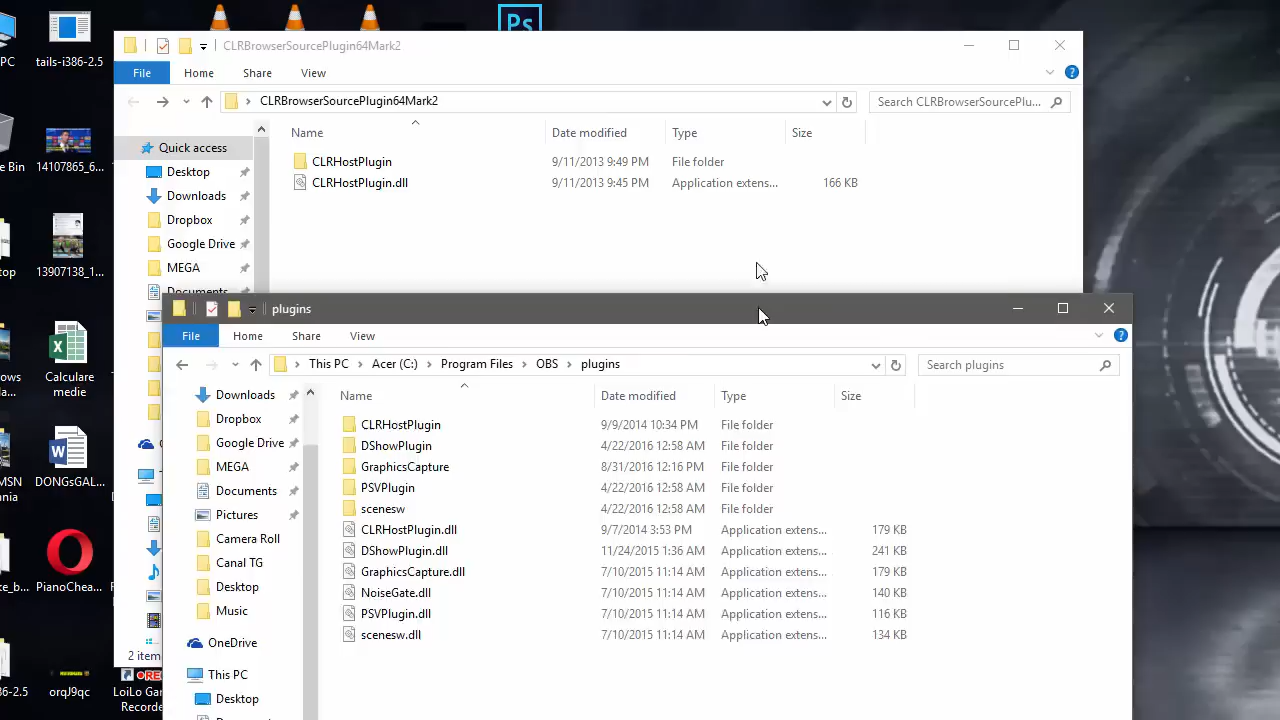 Ps
PC
tails-i386-2.5
e Bin
14107865_6...
top
13907138_1...
Calculare
medie
DONGsGAL...
PianoChea...
orqJ9qc
LoiLo Gar
Recorde
CLRBrowserSourcePlugin64Mark2
File Home Share View
CLRBrowserSourcePlugin64Mark2
Search CLRBrowserSourcePlu...
Name Date modified Type Size
Quick access
Desktop
Downloads
Dropbox
Google Drive
MEGA
Documents
CLRHostPlugin 9/11/2013 9:49 PM File folder
CLRHostPlugin.dll 9/11/2013 9:45 PM Application extens... 166 KB
2 item
plugins
File Home Share View
This PC Acer (C:) Program Files OBS plugins
Search plugins
Name Date modified Type Size
Downloads
Dropbox
Google Drive
MEGA
Documents
Pictures
Camera Roll
Canal TG
Desktop
Music
OneDrive
This PC
Desktop
CLRHostPlugin 9/9/2014 10:34 PM File folder
DShowPlugin 4/22/2016 12:58 AM File folder
GraphicsCapture 8/31/2016 12:16 PM File folder
PSVPlugin 4/22/2016 12:58 AM File folder
scenesw 4/22/2016 12:58 AM File folder
CLRHostPlugin.dll 9/7/2014 3:53 PM Application extens... 179 KB
DShowPlugin.dll 11/24/2015 1:36 AM Application extens... 241 KB
GraphicsCapture.dll 7/10/2015 11:14 AM Application extens... 179 KB
NoiseGate.dll 7/10/2015 11:14 AM Application extens... 140 KB
PSVPlugin.dll 7/10/2015 11:14 AM Application extens... 116 KB
scenesw.dll 7/10/2015 11:14 AM Application extens... 134 KB